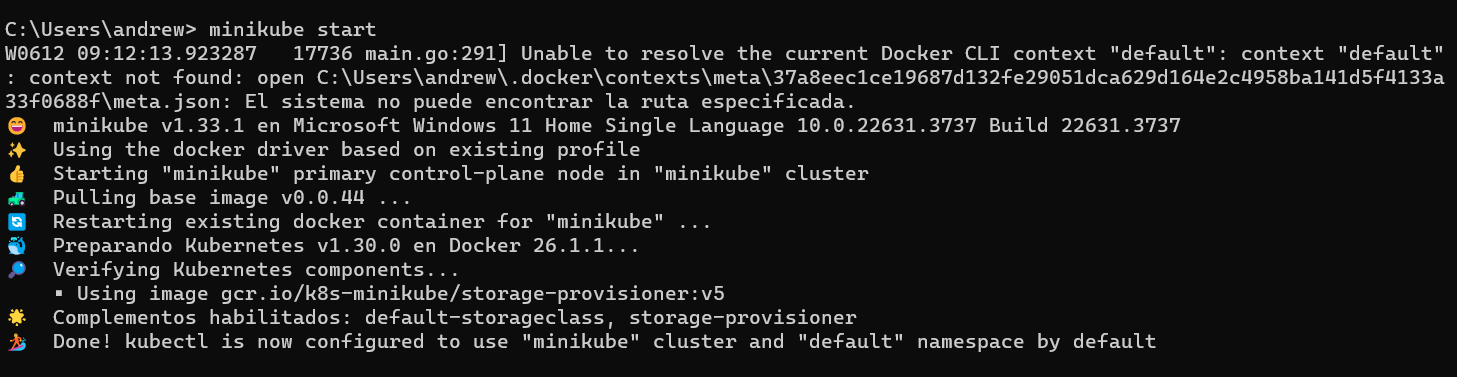 C:\Users\andrew> minikube start
W0612 09:12:13.923287   17736 main.go:291] Unable to resolve the current Docker CLI context "default": context "default"
: context not found: open C:\Users\andrew\.docker\contexts\meta\37a8eec1ce19687d132fe29051dca629d164e2c4958ba141d5f4133a
33f0688f\meta.json: El sistema no puede encontrar la ruta especificada.
😄  minikube v1.33.1 en Microsoft Windows 11 Home Single Language 10.0.22631.3737 Build 22631.3737
✨  Using the docker driver based on existing profile
👍  Starting "minikube" primary control-plane node in "minikube" cluster
🚜  Pulling base image v0.0.44 ...
🔄  Restarting existing docker container for "minikube" ...
🐳  Preparando Kubernetes v1.30.0 en Docker 26.1.1...
🔎  Verifying Kubernetes components...
    ▪ Using image gcr.io/k8s-minikube/storage-provisioner:v5
🌟  Complementos habilitados: default-storageclass, storage-provisioner
🏄  Done! kubectl is now configured to use "minikube" cluster and "default" namespace by default